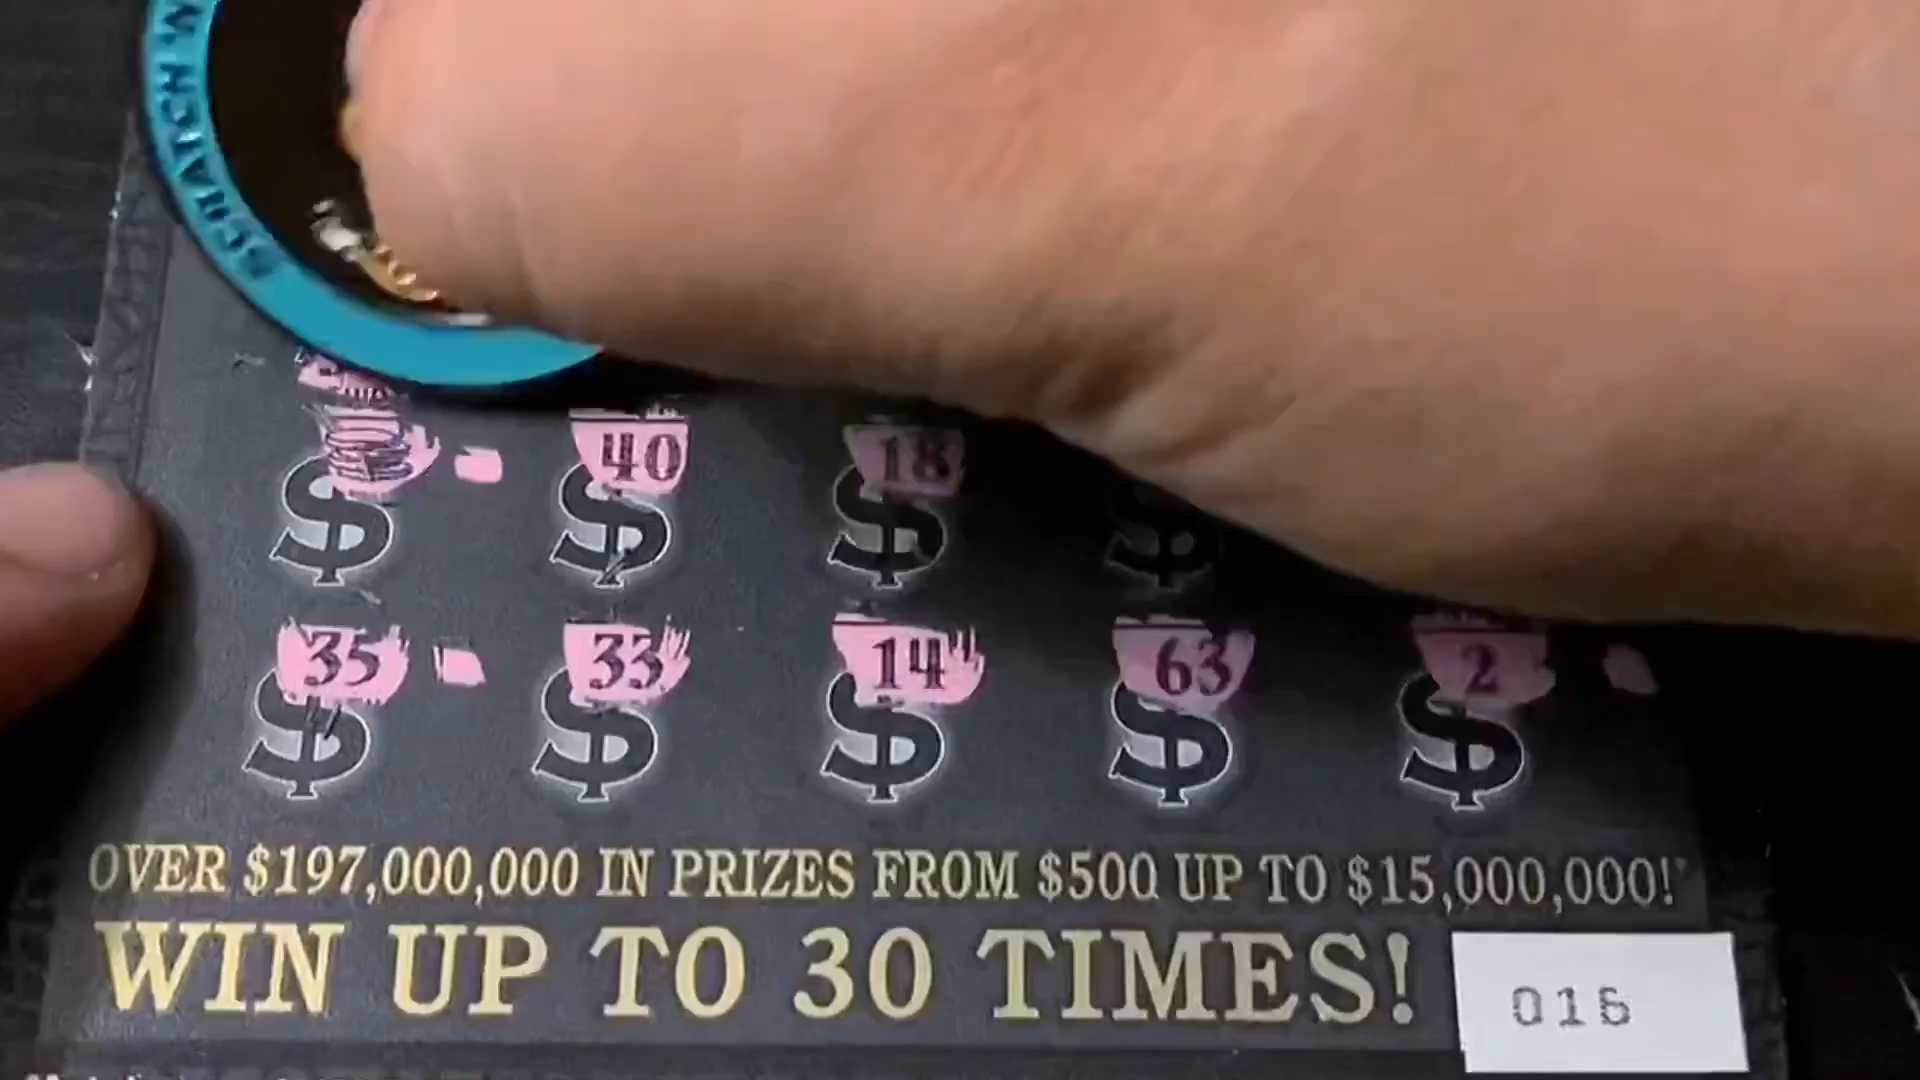 SCRATCH W
40 18
35 33 14 63 2
OVER $197,000,000 IN PRIZES FROM $500 UP TO $15,000,000!*
WIN UP TO 30 TIMES!
016